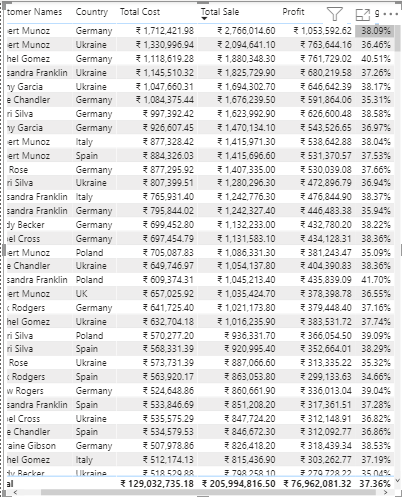 tomer Names Country Total Cost Total Sale Profit g
ert Munoz Germany ₹ 1,712,421.98 ₹ 2,766,014.60 ₹ 1,053,592.62 38.09%
ert Munoz Ukraine ₹ 1,330,996.94 ₹ 2,094,641.10 ₹ 763,644.16 36.46%
hel Gomez Germany ₹ 1,118,619.28 ₹ 1,880,348.30 ₹ 761,729.02 40.51%
sandra Franklin Ukraine ₹ 1,145,510.32 ₹ 1,825,729.90 ₹ 680,219.58 37.26%
ny Garcia Ukraine ₹ 1,047,660.31 ₹ 1,694,302.70 ₹ 646,642.39 38.17%
e Chandler Germany ₹ 1,084,375.44 ₹ 1,676,239.50 ₹ 591,864.06 35.31%
ri Silva Germany ₹ 997,392.42 ₹ 1,623,992.90 ₹ 626,600.48 38.58%
ny Garcia Germany ₹ 926,607.45 ₹ 1,470,134.10 ₹ 543,526.65 36.97%
ert Munoz Italy ₹ 877,328.42 ₹ 1,415,971.30 ₹ 538,642.88 38.04%
ert Munoz Spain ₹ 884,326.03 ₹ 1,415,696.60 ₹ 531,370.57 37.53%
Rose Germany ₹ 877,295.92 ₹ 1,407,335.00 ₹ 530,039.08 37.66%
ri Silva Ukraine ₹ 807,399.51 ₹ 1,280,296.30 ₹ 472,896.79 36.94%
sandra Franklin Italy ₹ 765,931.40 ₹ 1,242,776.30 ₹ 476,844.90 38.37%
sandra Franklin Germany ₹ 795,844.02 ₹ 1,242,327.40 ₹ 446,483.38 35.94%
dy Becker Germany ₹ 699,452.80 ₹ 1,132,233.00 ₹ 432,780.20 38.22%
el Cross Germany ₹ 697,454.79 ₹ 1,131,583.10 ₹ 434,128.31 38.36%
ert Munoz Poland ₹ 705,087.83 ₹ 1,086,331.30 ₹ 381,243.47 35.09%
e Chandler Ukraine ₹ 649,746.97 ₹ 1,054,137.80 ₹ 404,390.83 38.36%
sandra Franklin Poland ₹ 609,374.31 ₹ 1,045,213.40 ₹ 435,839.09 41.70%
ert Munoz UK ₹ 657,025.92 ₹ 1,035,424.70 ₹ 378,398.78 36.55%
Rodgers Germany ₹ 641,725.40 ₹ 1,021,173.80 ₹ 379,448.40 37.16%
hel Gomez Ukraine ₹ 632,704.18 ₹ 1,016,235.90 ₹ 383,531.72 37.74%
ri Silva Poland ₹ 570,277.20 ₹ 936,331.70 ₹ 366,054.50 39.09%
ri Silva Spain ₹ 568,331.39 ₹ 920,995.40 ₹ 352,664.01 38.29%
Rose Ukraine ₹ 573,731.39 ₹ 887,066.60 ₹ 313,335.22 35.32%
Rodgers Spain ₹ 563,920.17 ₹ 863,053.80 ₹ 299,133.63 34.66%
w Rogers Germany ₹ 524,648.86 ₹ 860,661.90 ₹ 336,013.04 39.04%
sandra Franklin Spain ₹ 533,846.69 ₹ 851,208.20 ₹ 317,361.51 37.28%
el Cross Ukraine ₹ 535,575.29 ₹ 847,724.20 ₹ 312,148.91 36.82%
e Chandler Spain ₹ 534,579.53 ₹ 846,672.30 ₹ 312,092.77 36.86%
aine Gibson Germany ₹ 507,978.86 ₹ 826,418.20 ₹ 318,439.34 38.53%
hel Gomez Italy ₹ 512,174.13 ₹ 815,436.90 ₹ 303,262.77 37.19%
dy Becker Ukraine ₹ 518,529.88 ₹ 798,258.10 ₹ 279,728.22 35.04%
al ₹ 129,032,735.18 ₹ 205,994,816.50 ₹ 76,962,081.32 37.36%